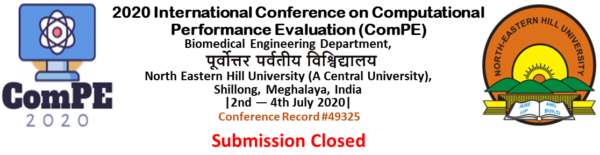 2020 International Conference on Computational
Performance Evaluation (ComPE)
Biomedical Engineering Department,
पूर्वोत्तर पर्वतीय विश्विद्यालय
North Eastern Hill University (A Central University),
Shillong, Meghalaya, India
|2nd — 4th July 2020|
Conference Record #49325
Submission Closed
ComPE
2020
NORTH-EASTERN HILL UNIVERSITY